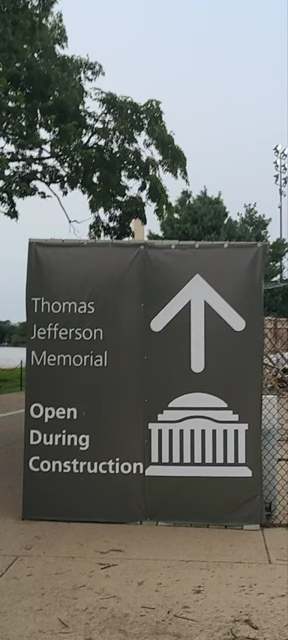 Thomas
Jefferson
Memorial
Open
During
Construction